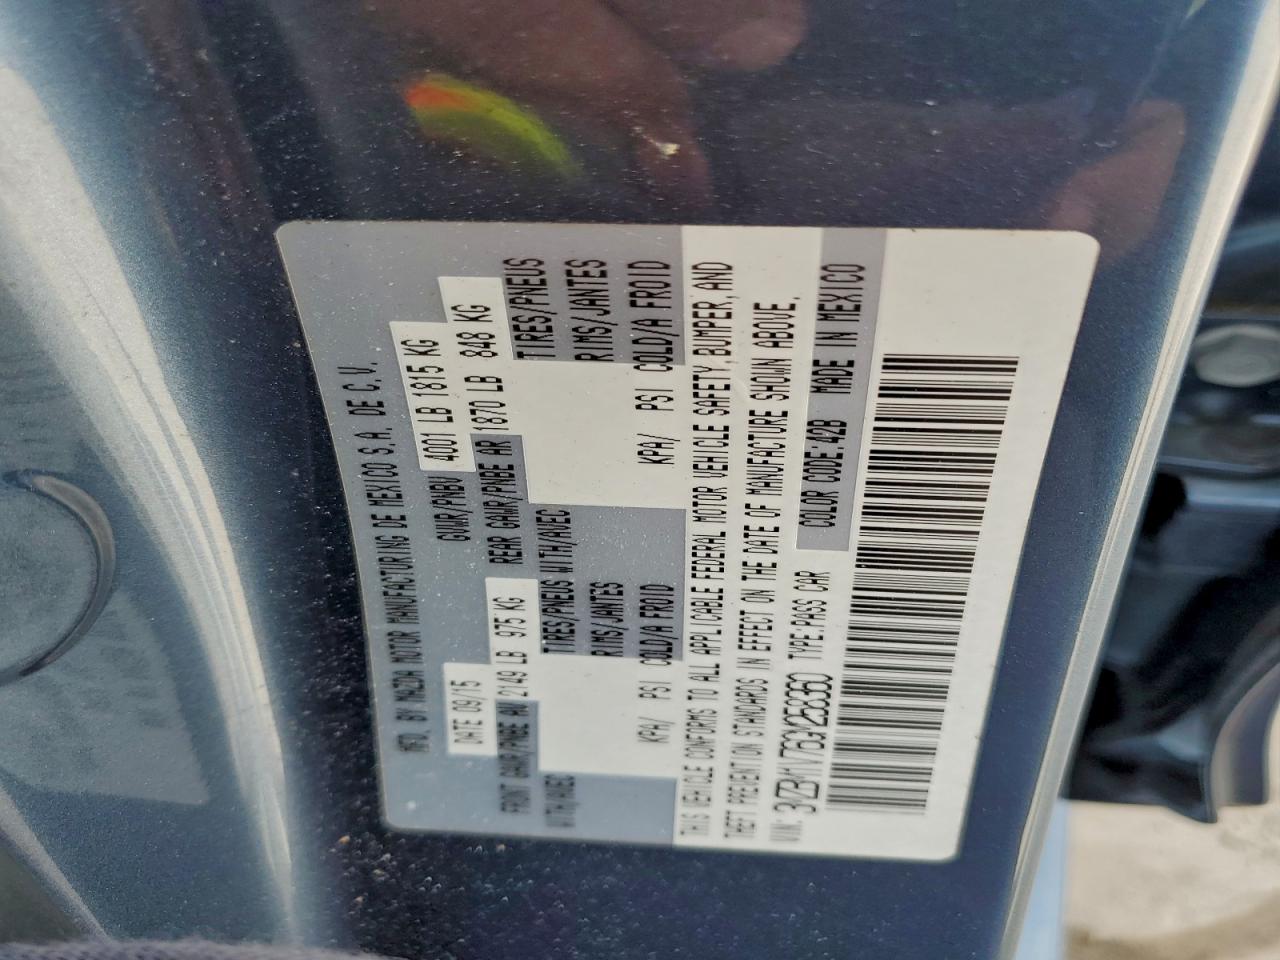 MFD. BY MAZDA MOTOR MANUFACTURING DE MEXICO S.A. DE C.V.
DATE 09/15 GVWR/PNBV 4001 LB 1815 KG
FRNT GAWR/PNBE AV 2149 LB 975 KG REAR GAWR/PNBE AR 1870 LB 848 KG
WITH/AVEC TIRES/PNEUS WITH/AVEC TIRES/PNEUS
RIMS/JANTES RIMS/JANTES
KPA/ PSI COLD/A FROID KPA/ PSI COLD/A FROID
THIS VEHICLE CONFORMS TO ALL APPLICABLE FEDERAL MOTOR VEHICLE SAFETY, BUMPER, AND
THEFT PREVENTION STANDARDS IN EFFECT ON THE DATE OF MANUFACTURE SHOWN ABOVE.
VIN: 3MZBM1V76GM258360 TYPE:PASS CAR COLOR CODE:42B MADE IN MEXICO